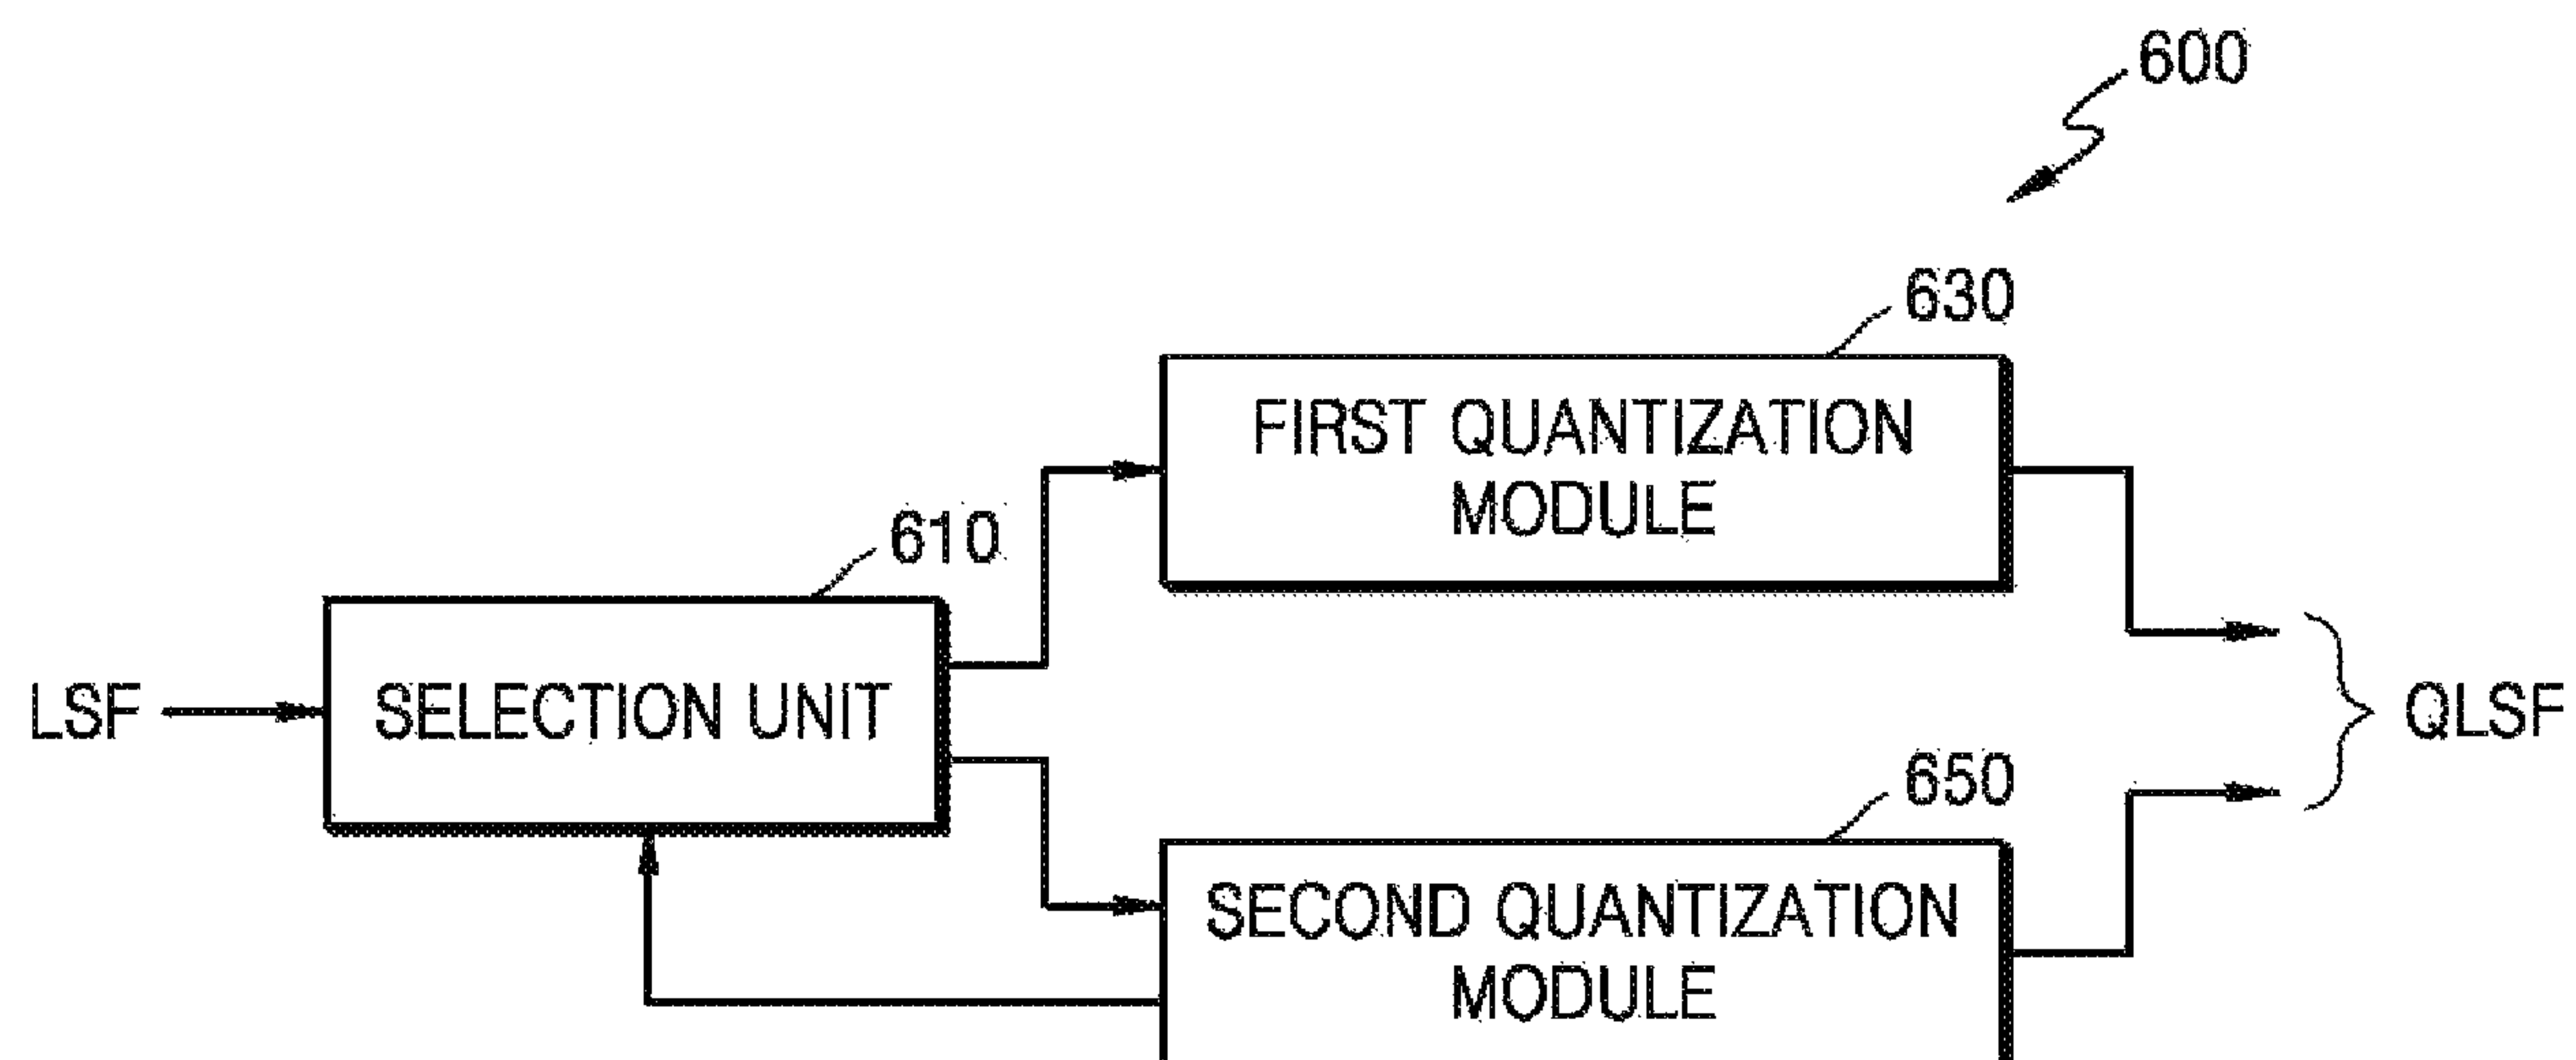 600
630
FIRST QUANTIZATION
MODULE
610
LSF
SELECTION UNIT
QLSF
650
SECOND QUANTIZATION
MODULE